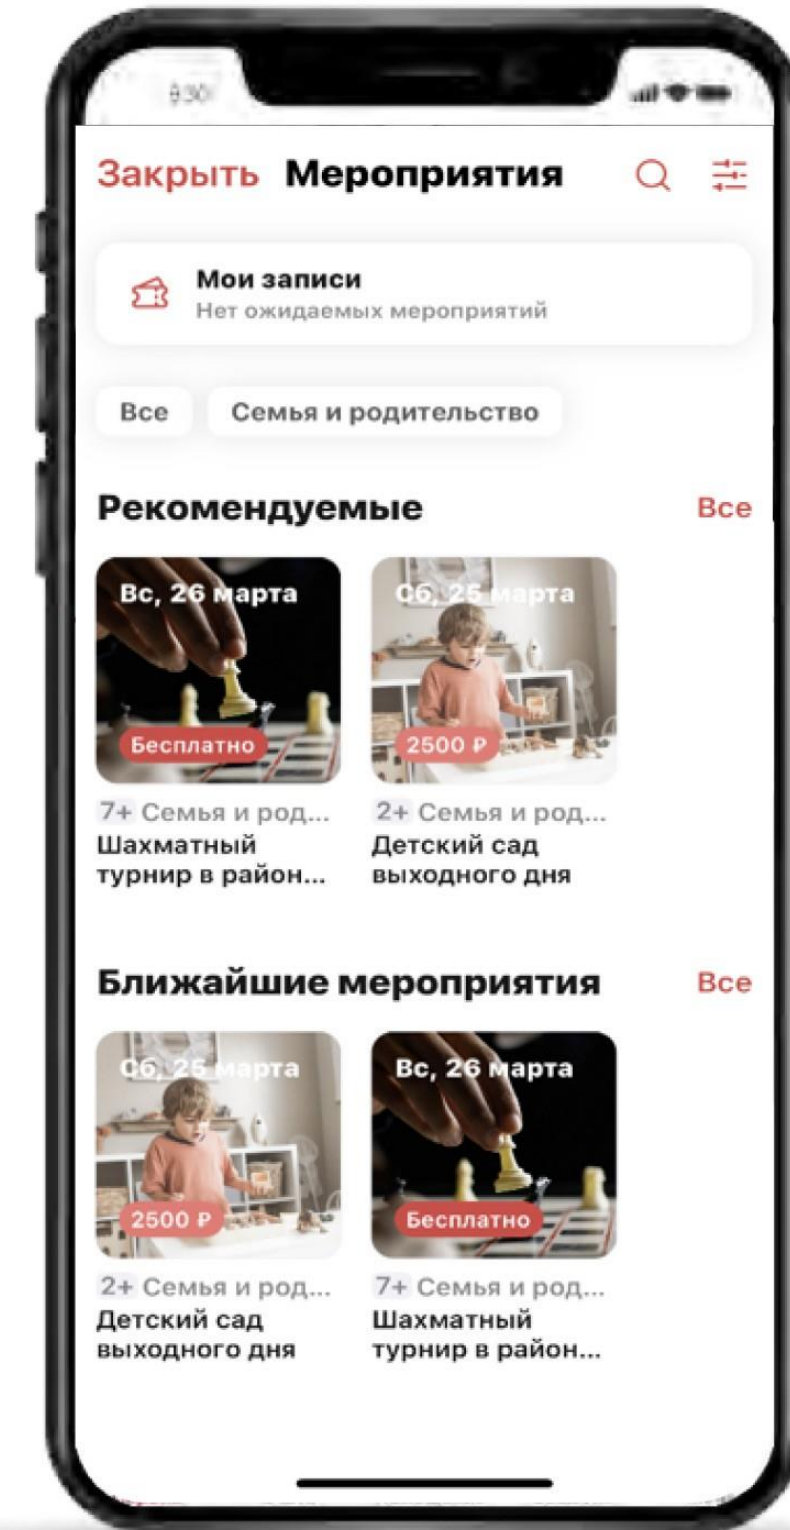 Закрыть Мероприятия
Мои записи
Нет ожидаемых мероприятий
Все Семья и родительство
Рекомендуемые Все
Вс, 26 марта Сб, 25 марта
Бесплатно 2500 ₽
7+ Семья и род... 2+ Семья и род...
Шахматный Детский сад
турнир в район... выходного дня
Ближайшие мероприятия Все
Сб, 25 марта Вс, 26 марта
2500 ₽ Бесплатно
2+ Семья и род... 7+ Семья и род...
Детский сад Шахматный
выходного дня турнир в район...